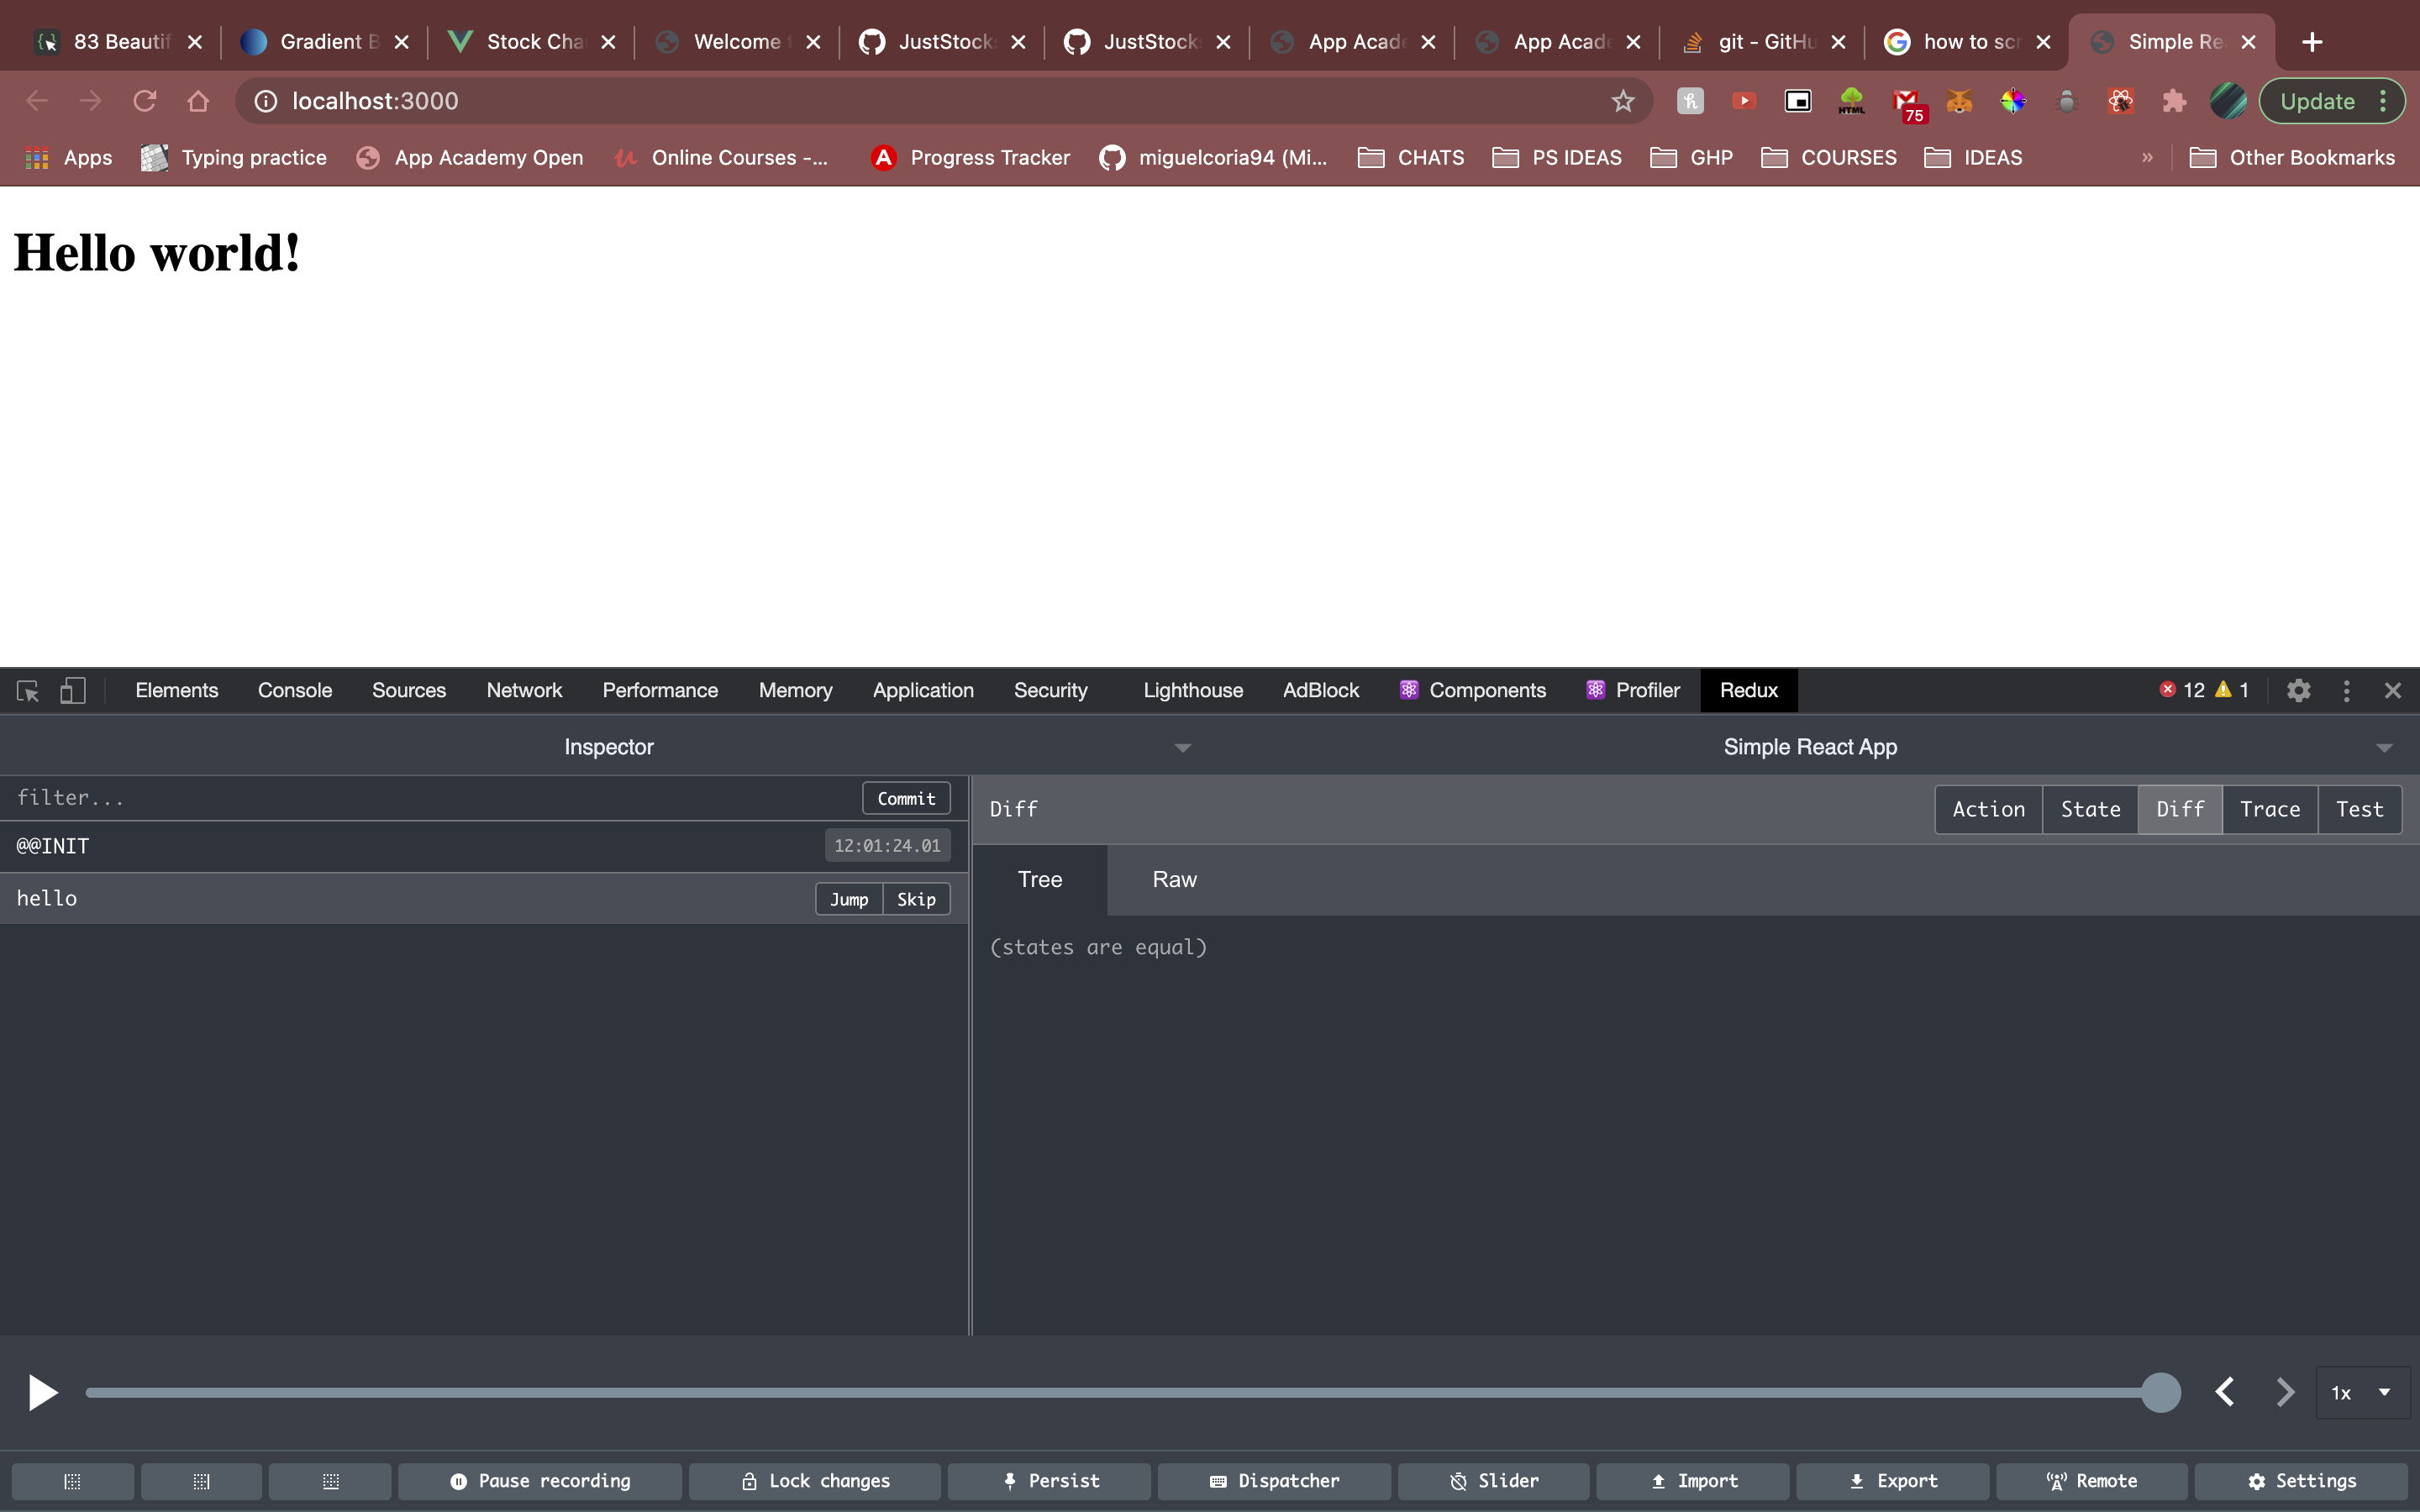 83 Beautif
Gradient B
Stock Cha
Welcome t
JustStock
JustStock
App Acade
App Acade
git - GitHu
how to scr
Simple Re
localhost:3000
75
Update
Apps
Typing practice
App Academy Open
Online Courses -...
Progress Tracker
miguelcoria94 (Mi...
CHATS
PS IDEAS
GHP
COURSES
IDEAS
»
Other Bookmarks
Hello world!
Elements
Console
Sources
Network
Performance
Memory
Application
Security
Lighthouse
AdBlock
Components
Profiler
Redux
12
1
Inspector
Simple React App
filter...
Commit
@@INIT
12:01:24.01
hello
Jump
Skip
Diff
Action
State
Diff
Trace
Test
Tree
Raw
(states are equal)
1x
Pause recording
Lock changes
Persist
Dispatcher
Slider
Import
Export
Remote
Settings